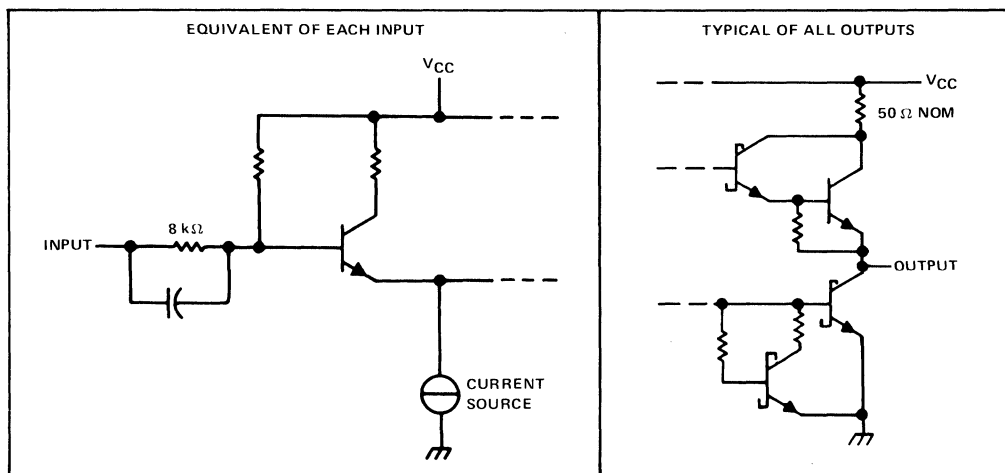 EQUIVALENT OF EACH INPUT
VCC
8 kΩ
INPUT
CURRENT
SOURCE
TYPICAL OF ALL OUTPUTS
VCC
50 Ω NOM
OUTPUT